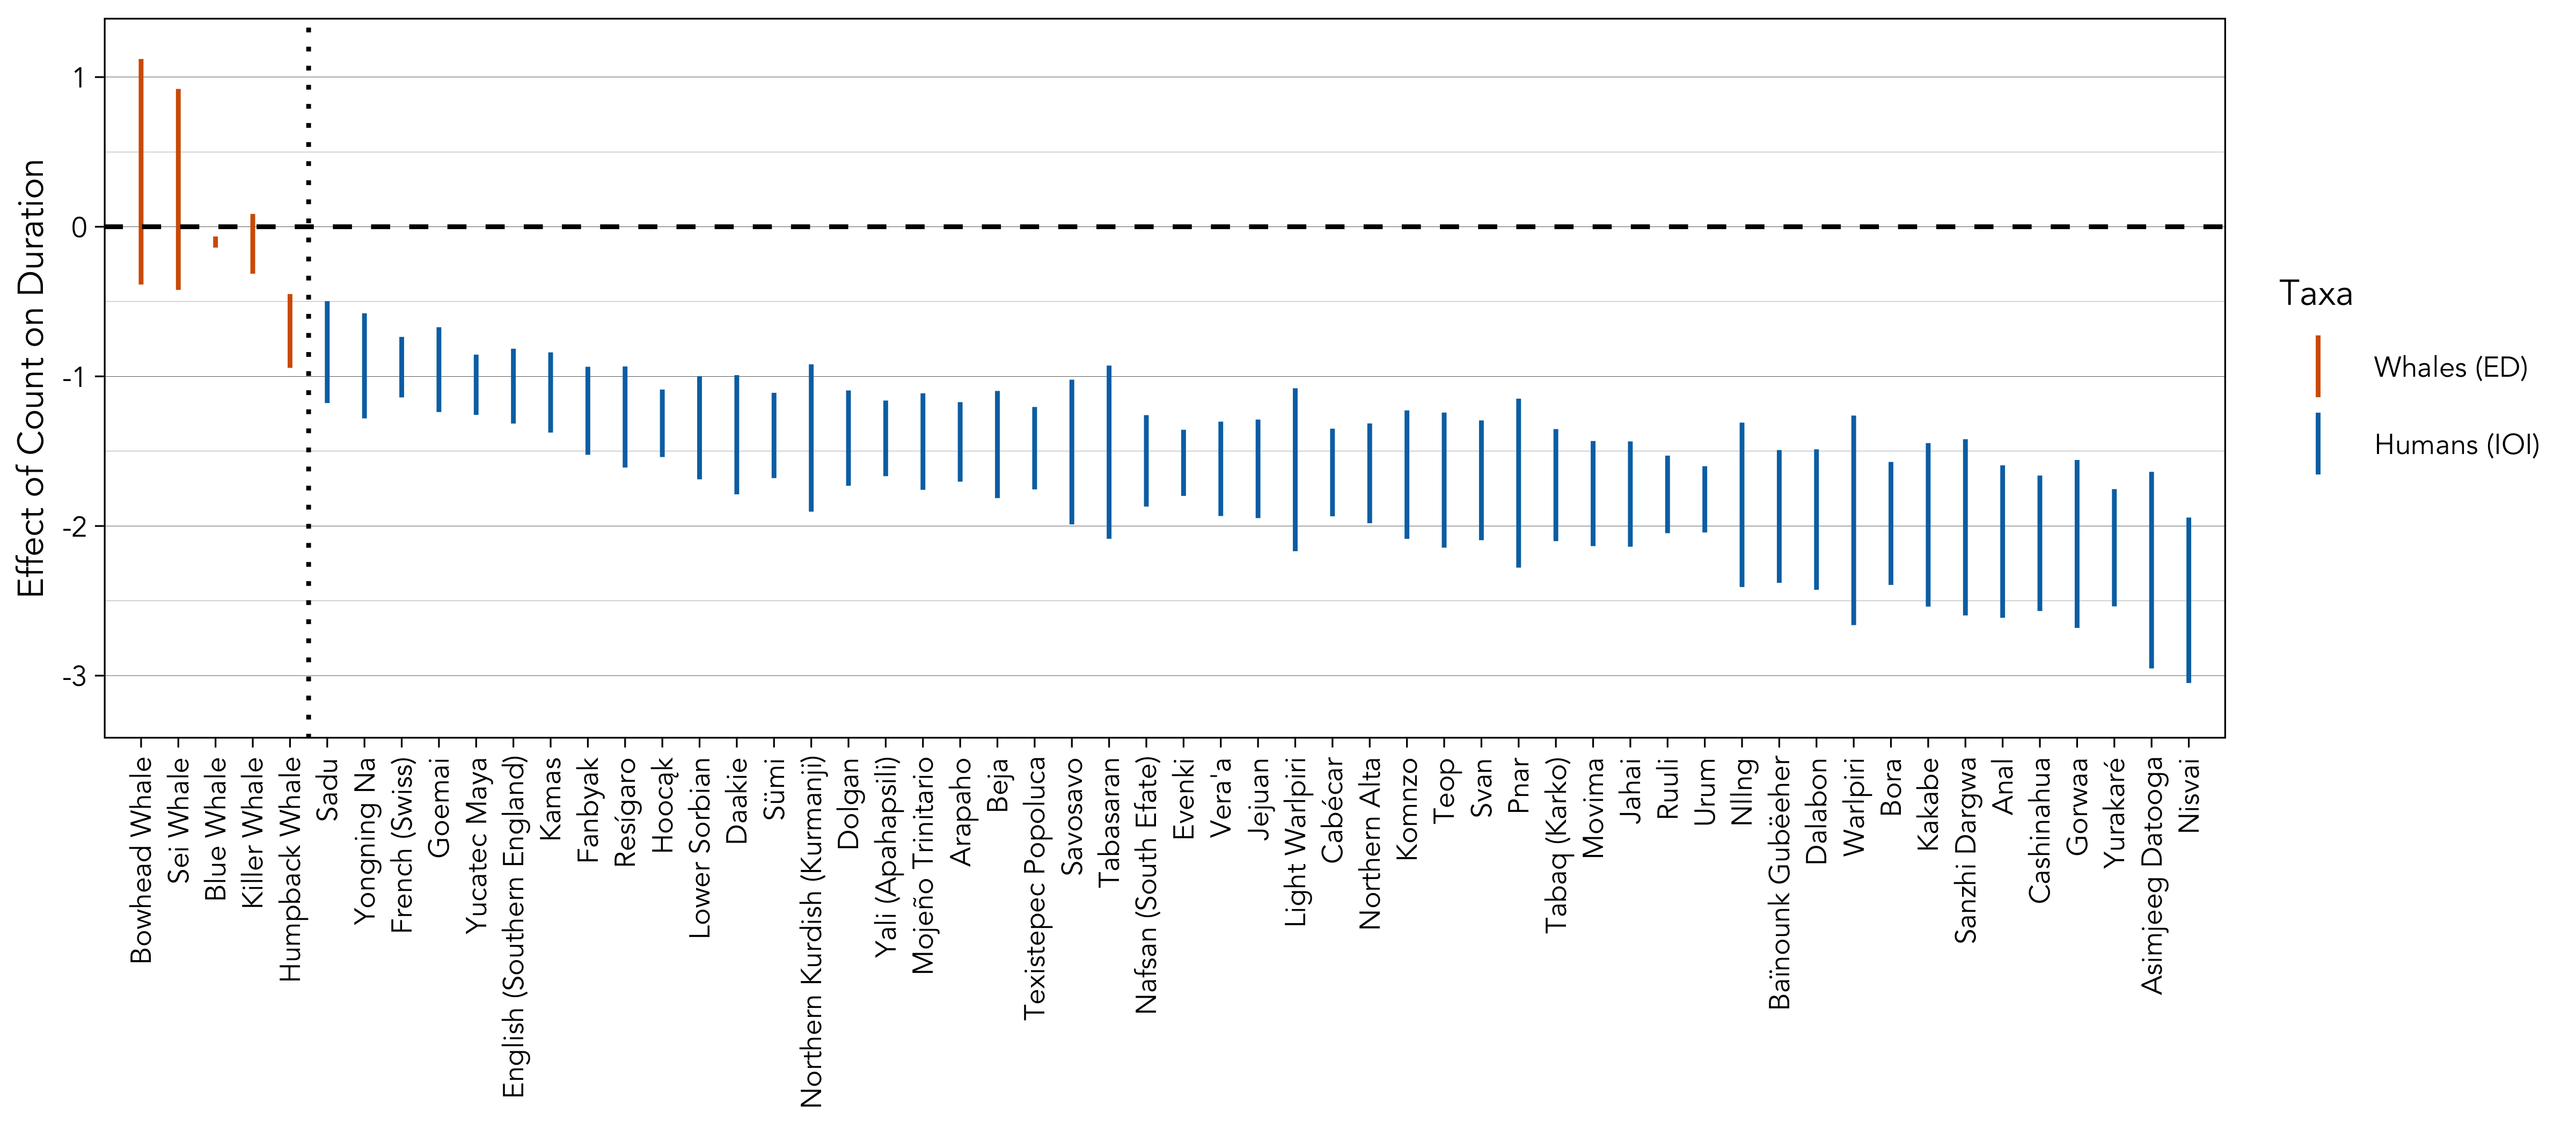 Effect of Count on Duration
1
0
-1
-2
-3
Bowhead Whale
Sei Whale
Blue Whale
Killer Whale
Humpback Whale
Sadu
Yongning Na
French (Swiss)
Goemai
Yucatec Maya
English (Southern England)
Kamas
Fanbyak
Resígaro
Hoocąk
Lower Sorbian
Daakie
Sümi
Northern Kurdish (Kurmanji)
Dolgan
Yali (Apahapsili)
Mojeño Trinitario
Arapaho
Beja
Texistepec Popoluca
Savosavo
Tabasaran
Nafsan (South Efate)
Evenki
Vera'a
Jejuan
Light Warlpiri
Cabécar
Northern Alta
Komnzo
Teop
Svan
Pnar
Tabaq (Karko)
Movima
Jahai
Ruuli
Urum
Nllng
Baïnounk Gubëeher
Dalabon
Warlpiri
Bora
Kakabe
Sanzhi Dargwa
Anal
Cashinahua
Gorwaa
Yurakaré
Asimjeeg Datooga
Nisvai
Taxa
Whales (ED)
Humans (IOI)